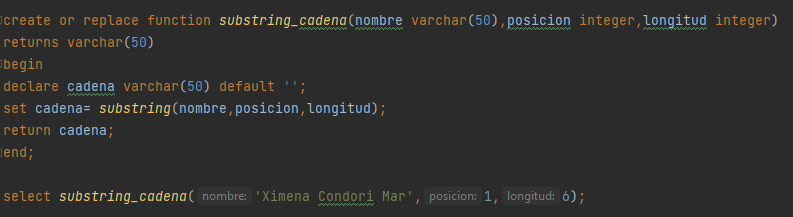 create or replace function substring_cadena(nombre varchar(50),posicion integer,longitud integer)
returns varchar(50)
begin
declare cadena varchar(50) default '';
set cadena= substring(nombre,posicion,longitud);
return cadena;
end;
select substring_cadena( nombre: 'Ximena Condori Mar', posicion: 1, longitud: 6);